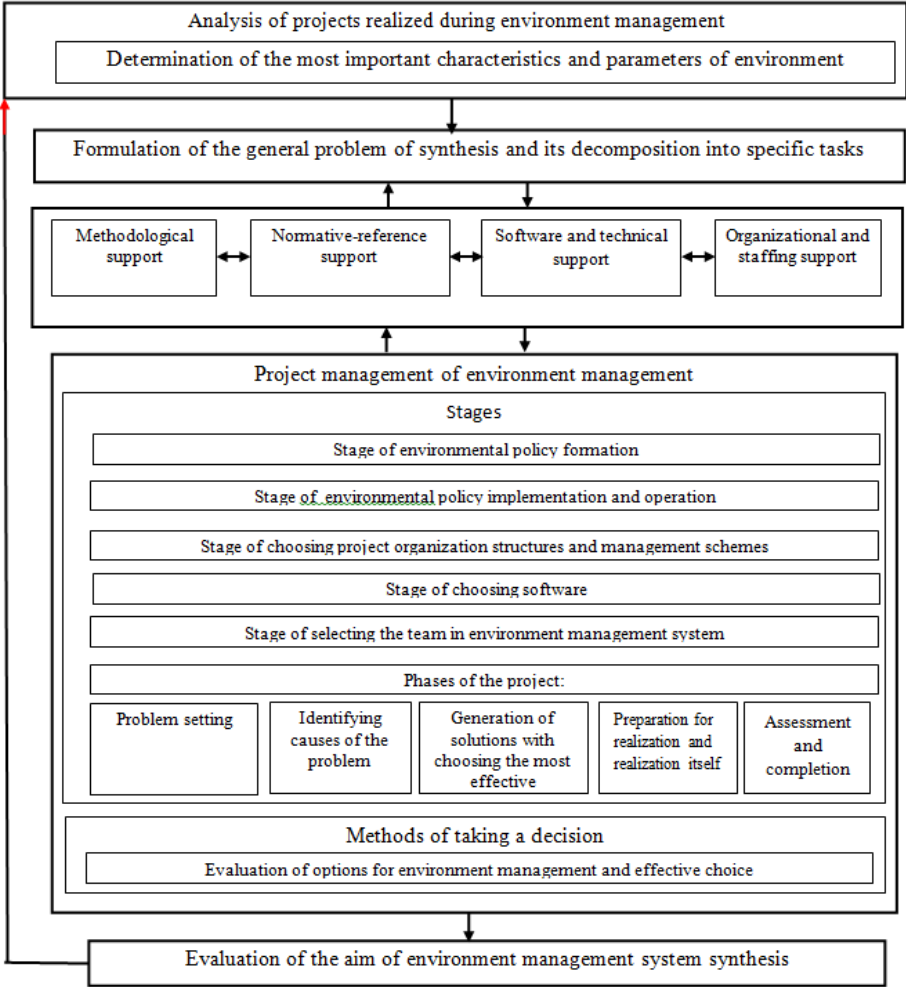 Analysis of projects realized during environment management
Determination of the most important characteristics and parameters of environment
Formulation of the general problem of synthesis and its decomposition into specific tasks
Methodological
support
Normative-reference
support
Software and technical
support
Organizational and
staffing support
Project management of environment management
Stages
Stage of environmental policy formation
Stage of environmental policy implementation and operation
Stage of choosing project organization structures and management schemes
Stage of choosing software
Stage of selecting the team in environment management system
Phases of the project:
Problem setting
Identifying
causes of the
problem
Generation of
solutions with
choosing the most
effective
Preparation for
realization and
realization itself
Assessment
and
completion
Methods of taking a decision
Evaluation of options for environment management and effective choice
Evaluation of the aim of environment management system synthesis